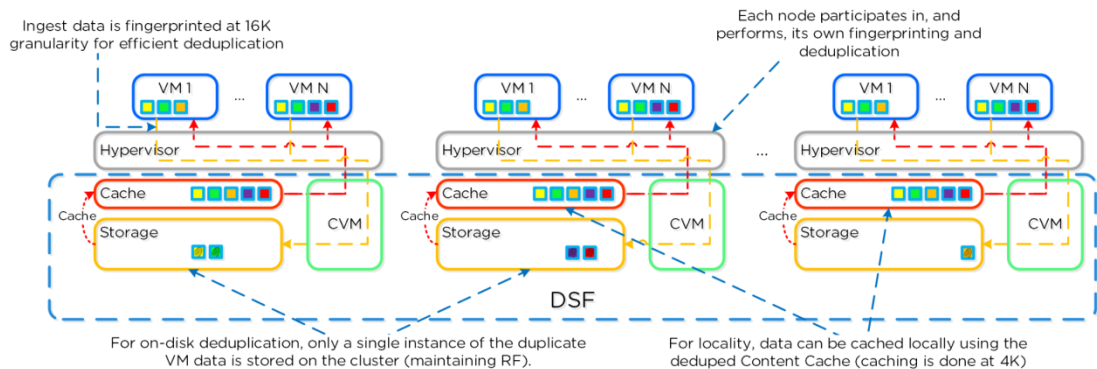 Ingest data is fingerprinted at 16K
granularity for efficient deduplication
Each node participates in, and
performs, its own fingerprinting and
deduplication
VM 1
...
VM N
VM 1
...
VM N
VM 1
...
VM N
Hypervisor
Hypervisor
...
Hypervisor
Cache
Cache
Cache
Cache
Storage
CVM
Cache
Storage
CVM
Cache
Storage
CVM
DSF
For on-disk deduplication, only a single instance of the duplicate
VM data is stored on the cluster (maintaining RF).
For locality, data can be cached locally using the
deduped Content Cache (caching is done at 4K)